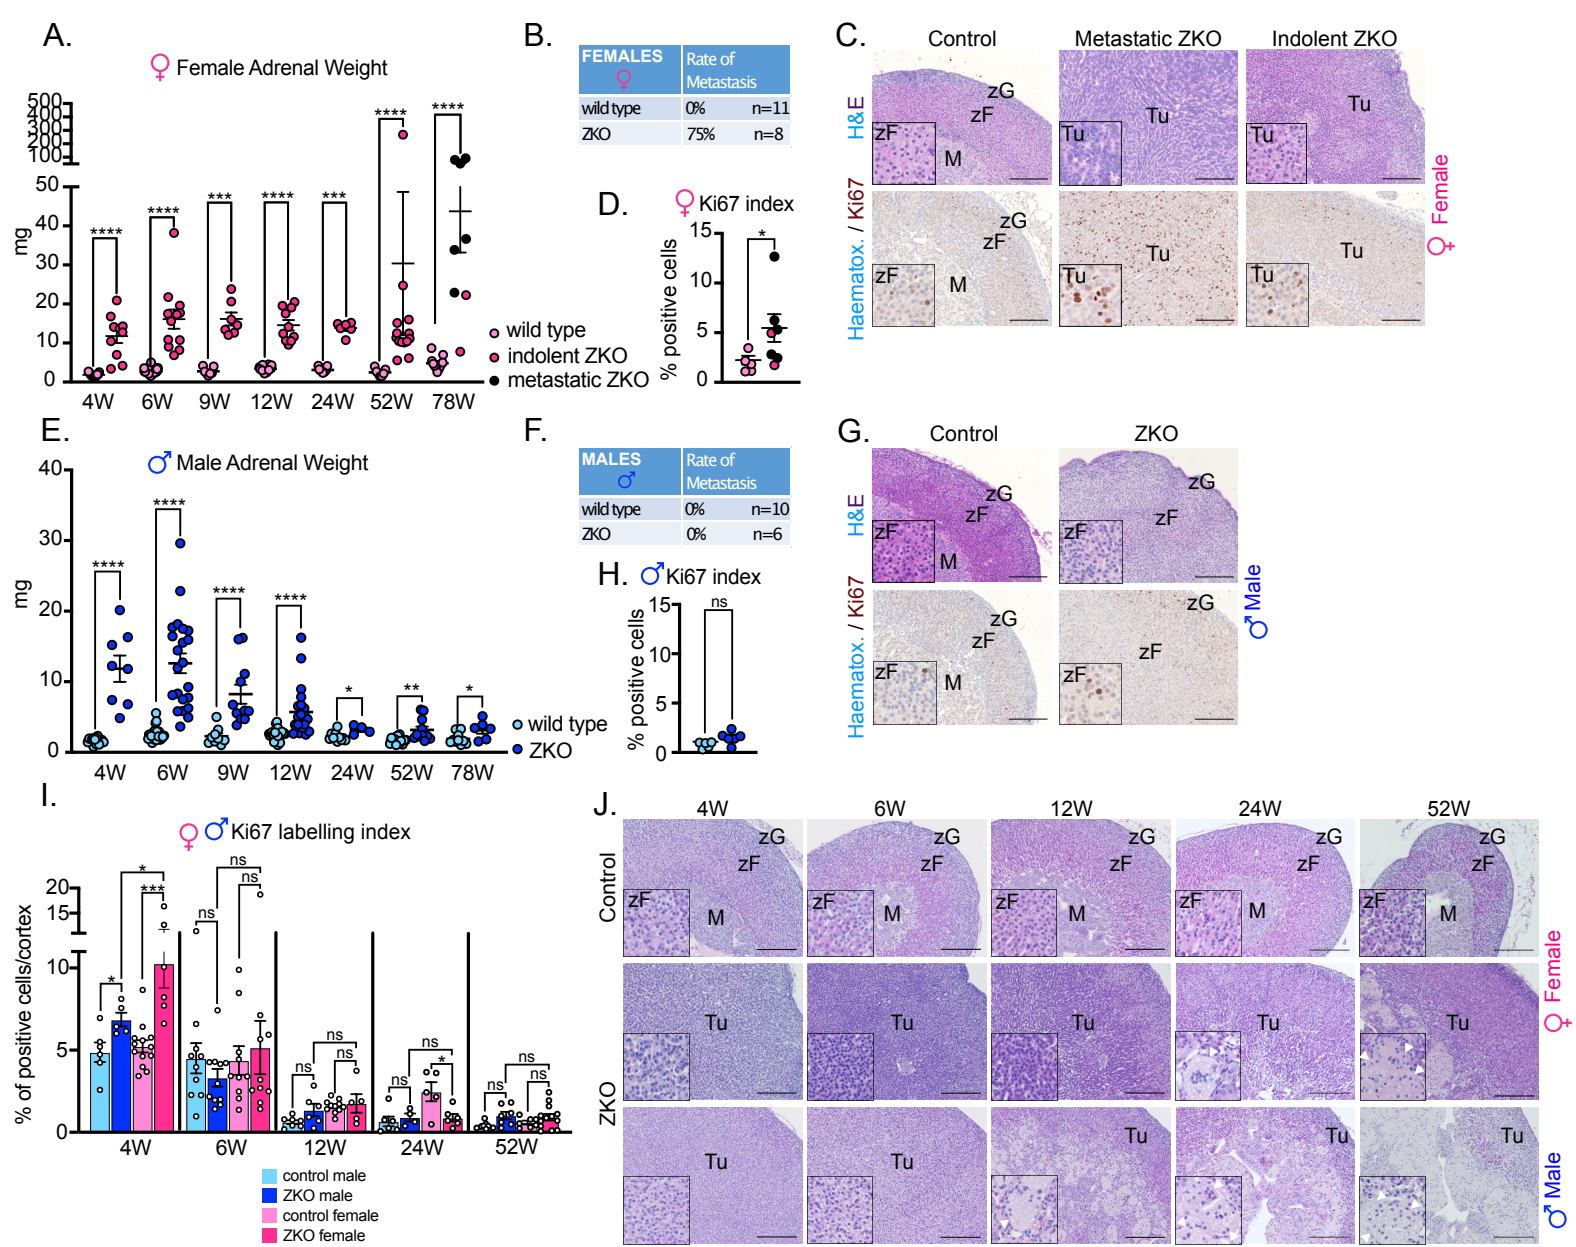 A.
♀ Female Adrenal Weight
mg
500
400
300
200
100
50
40
30
20
10
0
**** **** *** **** *** **** ****
4W 6W 9W 12W 24W 52W 78W
wild type
indolent ZKO
metastatic ZKO
B.
FEMALES ♀ Rate of
Metastasis
wild type 0% n=11
ZKO 75% n=8
C.
Control Metastatic ZKO Indolent ZKO
H&E
zG
zF
M
zF
Tu
Tu
Tu
Tu
Haematox. / Ki67
zG
zF
M
zF
Tu
Tu
Tu
Tu
♀ Female
D.
♀ Ki67 index
% positive cells
15
10
5
0
*
E.
♂ Male Adrenal Weight
mg
40
30
20
10
0
**** **** **** **** * ** *
4W 6W 9W 12W 24W 52W 78W
wild type
ZKO
F.
MALES ♂ Rate of
Metastasis
wild type 0% n=10
ZKO 0% n=6
G.
Control ZKO
H&E
zG
zF
M
zF
zG
zF
zF
Haematox. / Ki67
zG
zF
M
zF
zG
zF
zF
♂ Male
H.
♂ Ki67 index
% positive cells
15
10
5
0
ns
I.
♀ ♂ Ki67 labelling index
% of positive cells/cortex
20
15
10
5
0
* *** *
ns ns ns
ns ns ns
ns * ns
ns ns ns
4W 6W 12W 24W 52W
control male
ZKO male
control female
ZKO female
J.
4W 6W 12W 24W 52W
Control
zG zF M zF
zG zF M zF
zG zF M zF
zG zF M zF
zG zF M zF
ZKO
Tu Tu Tu Tu Tu
♀ Female
Tu Tu Tu Tu Tu
♂ Male